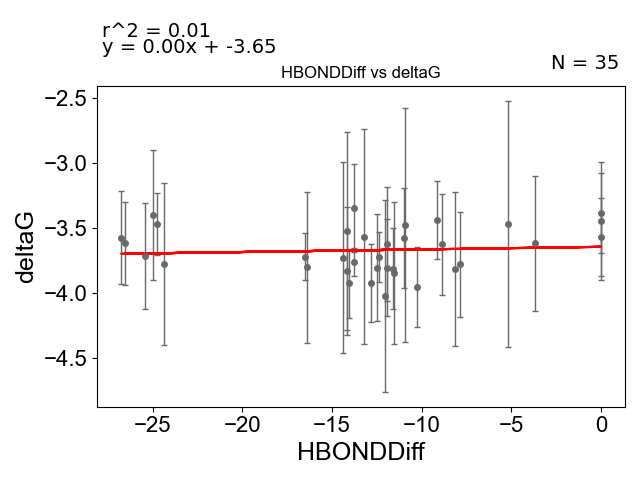 r^2 = 0.01
y = 0.00x + -3.65
N = 35
HBONDDiff vs deltaG
−2.5
−3.0
−3.5
−4.0
−4.5
deltaG
−25
−20
−15
−10
−5
0
HBONDDiff